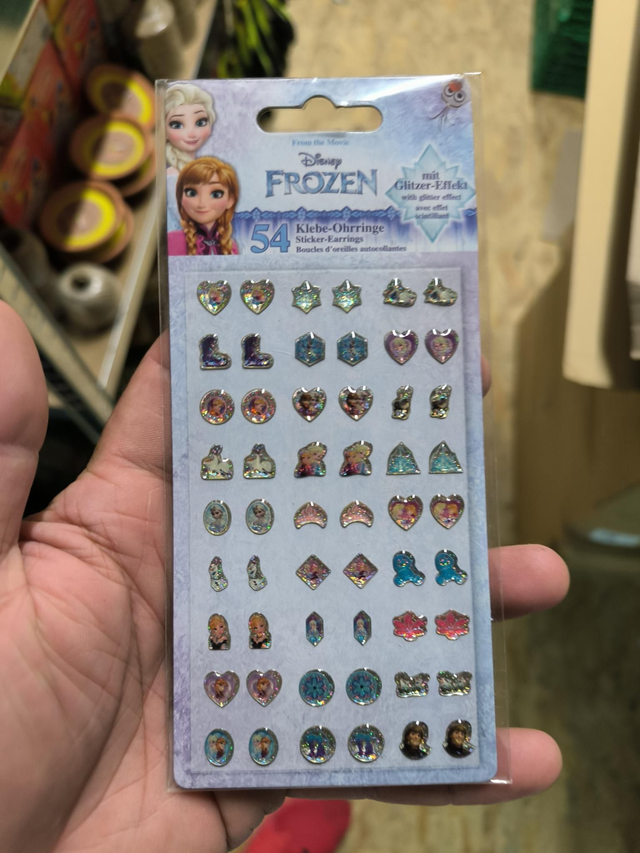 From the Movie
Disney
FROZEN
mit
Glitzer-Effekt
with glitter effect
avec effet
scintillant
54 Klebe-Ohrringe
Sticker-Earrings
Boucles d'oreilles autocollantes